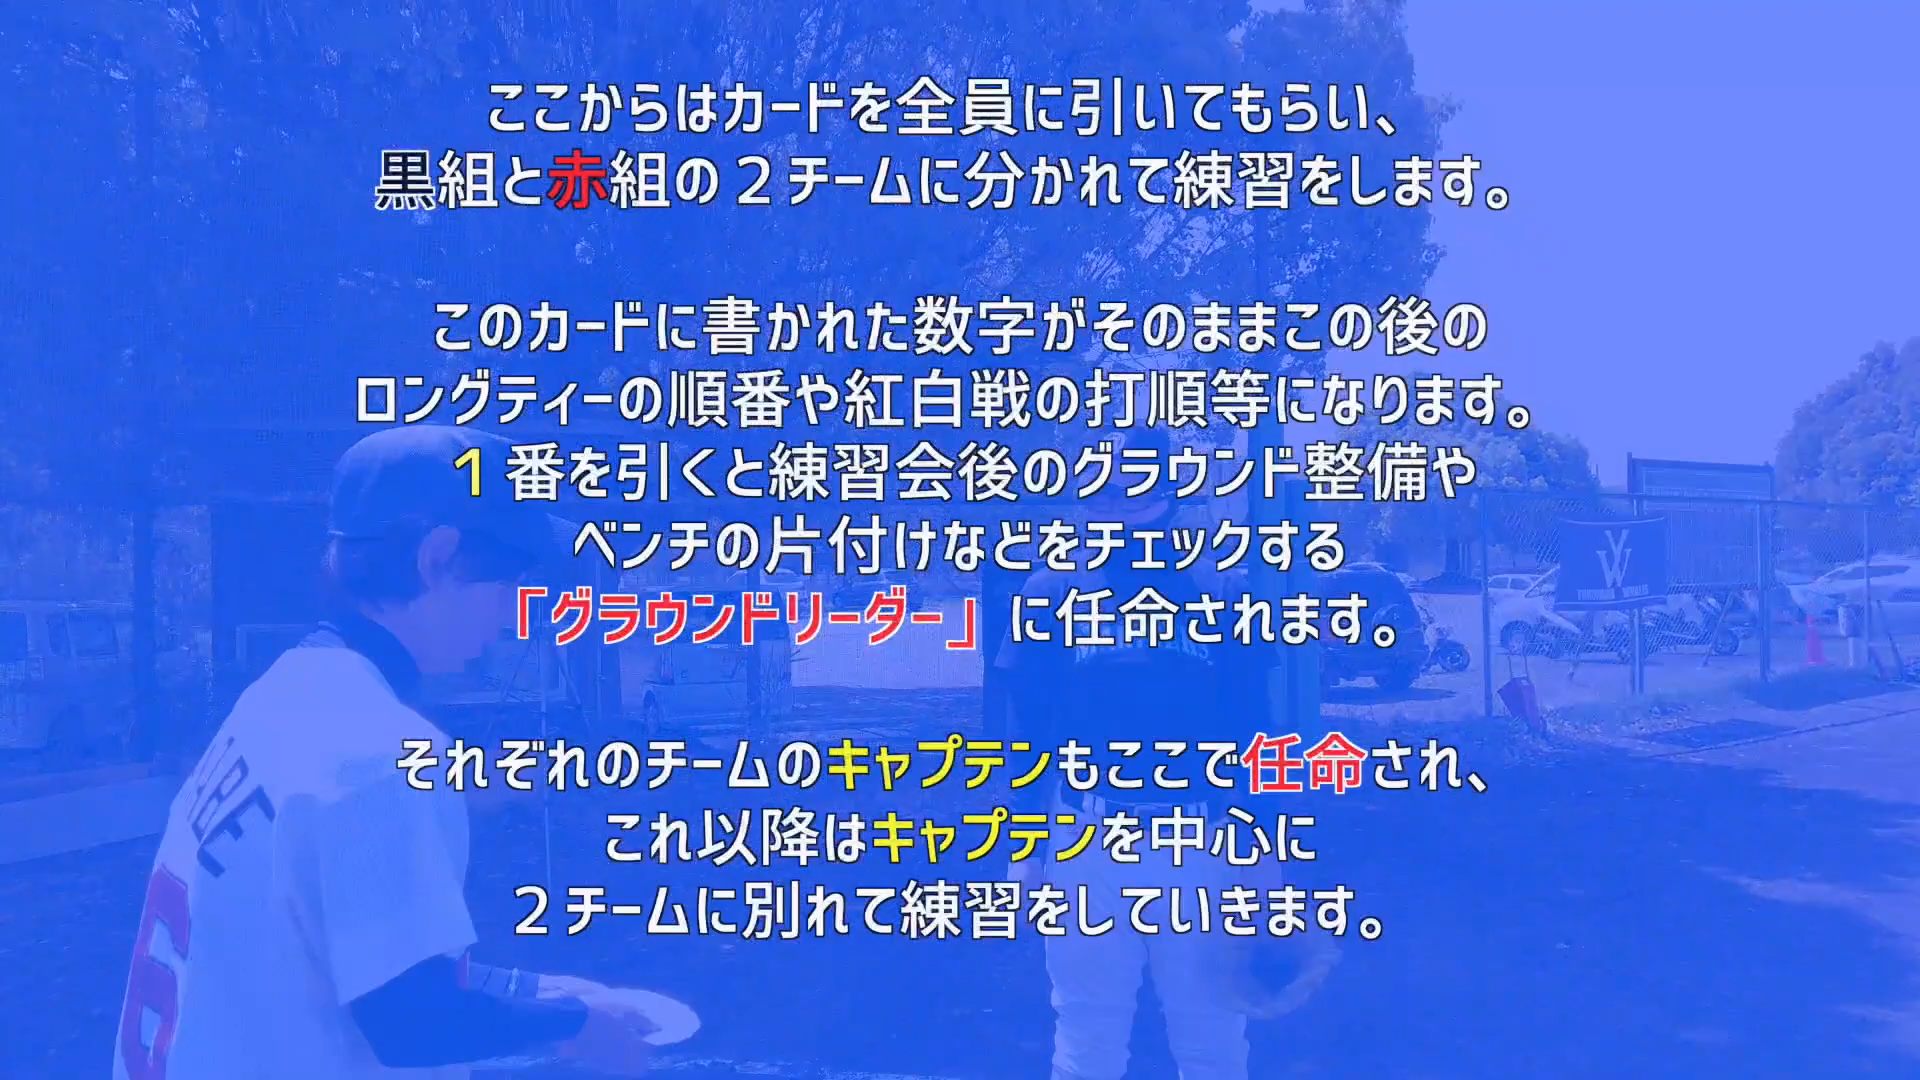 ここからはカードを全員に引いてもらい、
黒組と赤組の２チームに分かれて練習をします。
このカードに書かれた数字がそのままこの後の
ロングティーの順番や紅白戦の打順等になります。
１番を引くと練習会後のグラウンド整備や
ベンチの片付けなどをチェックする
「グラウンドリーダー」に任命されます。
それぞれのチームのキャプテンもここで任命され、
これ以降はキャプテンを中心に
２チームに別れて練習をしていきます。
6